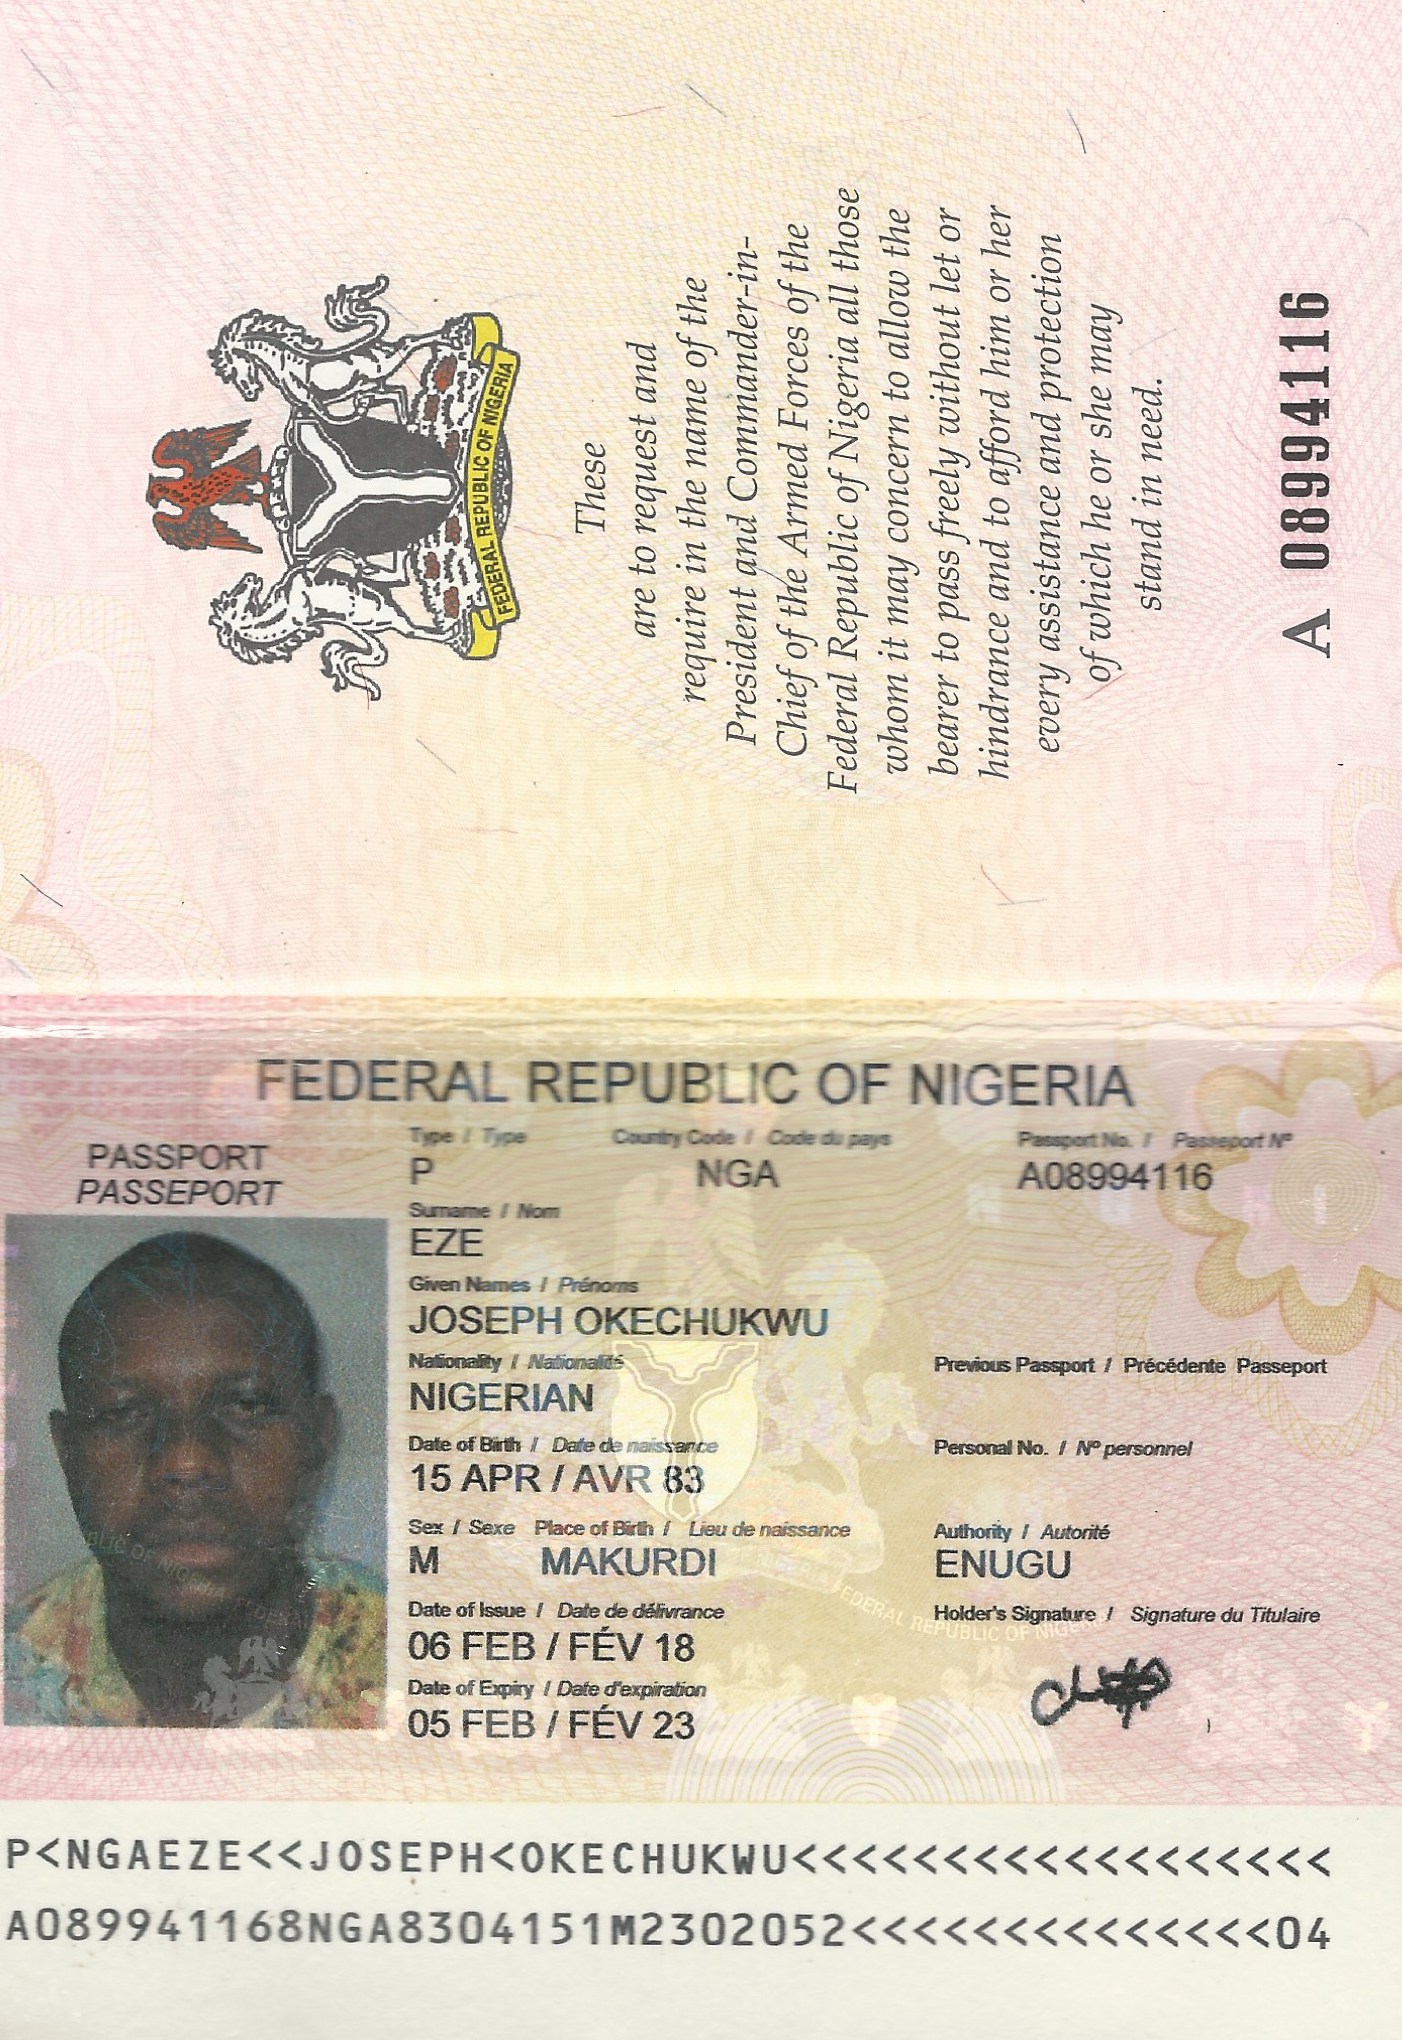 FEDERAL REPUBLIC OF NIGERIA
These
are to request and
require in the name of the
President and Commander-in-
Chief of the Armed Forces of the
Federal Republic of Nigeria all those
whom it may concern to allow the
bearer to pass freely without let or
hindrance and to afford him or her
every assistance and protection
of which he or she may
stand in need.
A 08994116
FEDERAL REPUBLIC OF NIGERIA
PASSPORT
PASSEPORT
Type / Type Country Code / Code du pays Passport No. / Passeport Nº
P NGA A08994116
Surname / Nom
EZE
Given Names / Prénoms
JOSEPH OKECHUKWU
Nationality / Nationalité Previous Passport / Précédente Passeport
NIGERIAN
Date of Birth / Date de naissance Personal No. / Nº personnel
15 APR / AVR 83
Sex / Sexe Place of Birth / Lieu de naissance Authority / Autorité
M MAKURDI ENUGU
Date of Issue / Date de délivrance Holder's Signature / Signature du Titulaire
06 FEB / FÉV 18
Date of Expiry / Date d'expiration
05 FEB / FÉV 23
P<NGAEZE<<JOSEPH<OKECHUKWU<<<<<<<<<<<<<<<<<<
A089941168NGA8304151M2302052<<<<<<<<<<<<<<04